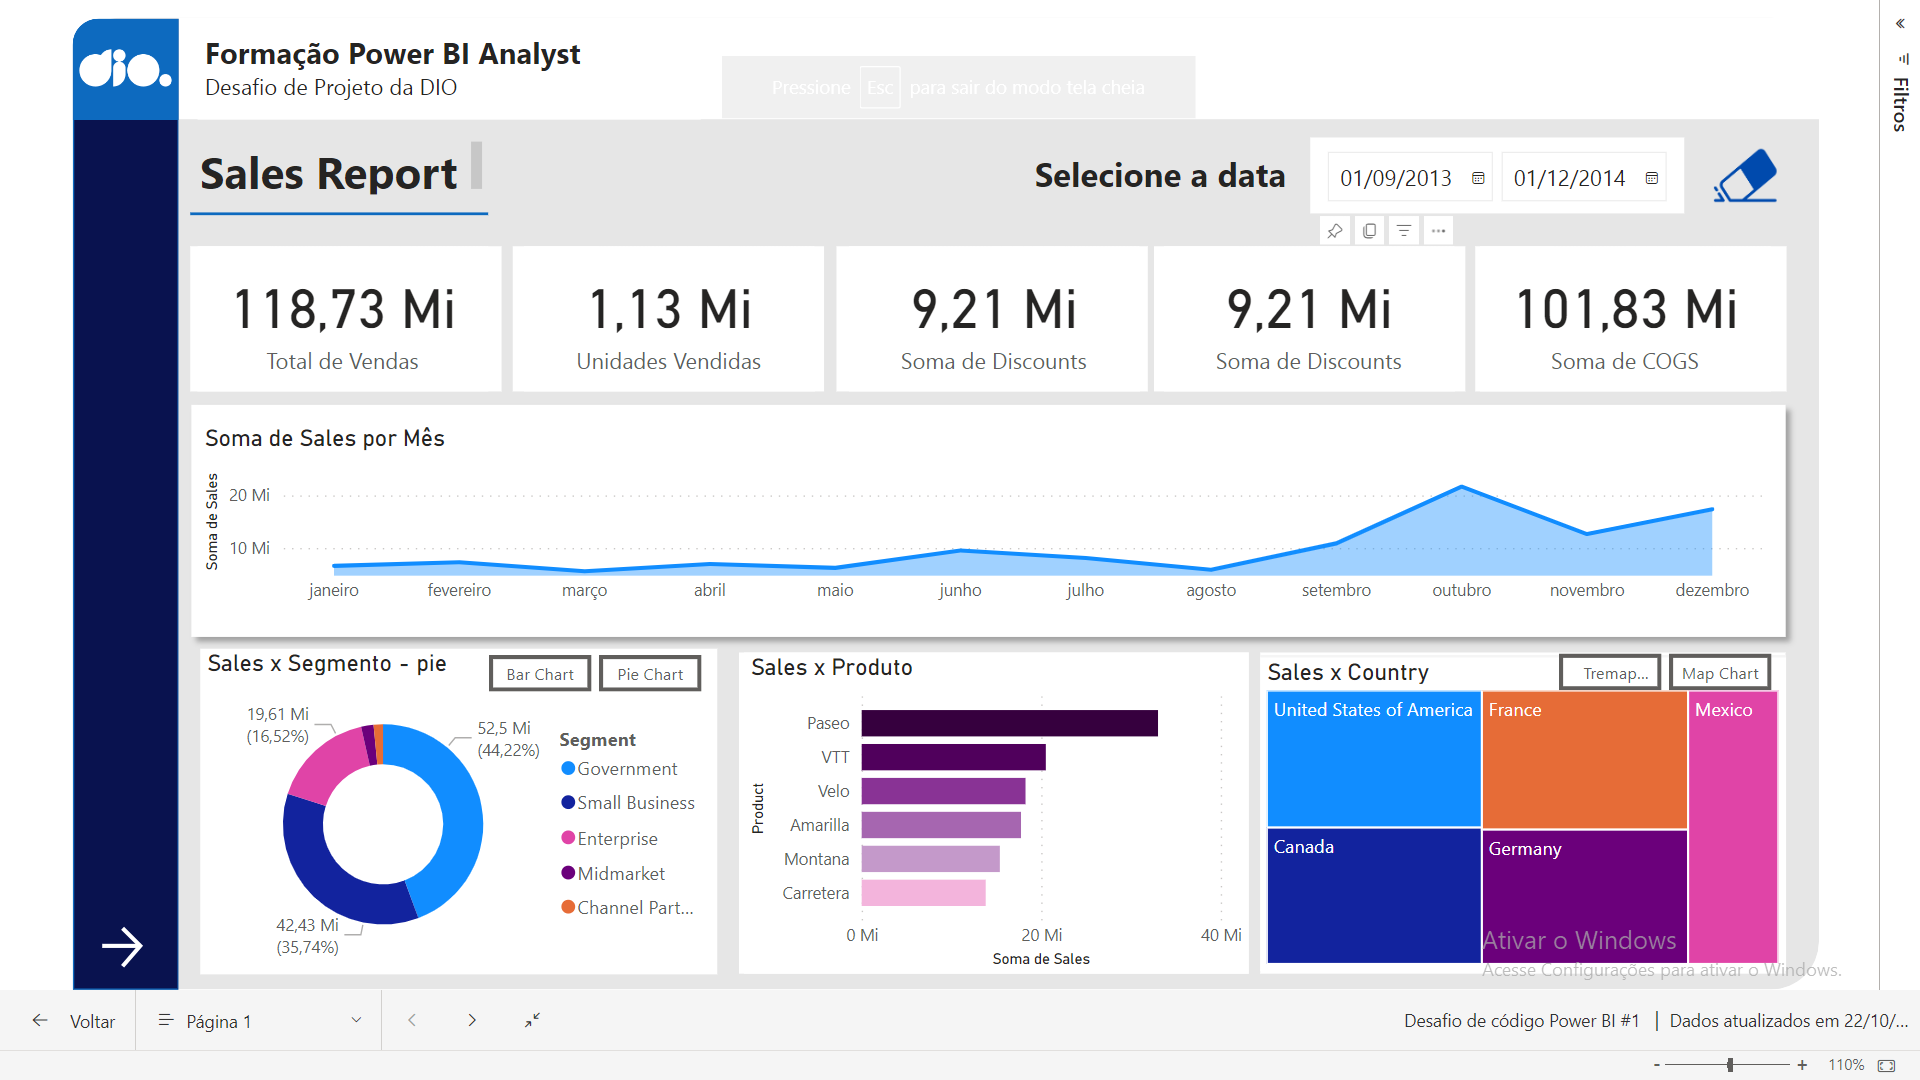 dio.
Formação Power BI Analyst
Desafio de Projeto da DIO
Pressione Esc para sair do modo tela cheia
Filtros
Sales Report
Selecione a data
01/09/2013
01/12/2014
118,73 Mi
Total de Vendas
1,13 Mi
Unidades Vendidas
9,21 Mi
Soma de Discounts
9,21 Mi
Soma de Discounts
101,83 Mi
Soma de COGS
Soma de Sales por Mês
Soma de Sales
20 Mi
10 Mi
janeiro fevereiro março abril maio junho julho agosto setembro outubro novembro dezembro
Sales x Segmento - pie
Bar Chart
Pie Chart
19,61 Mi
(16,52%)
52,5 Mi
(44,22%)
42,43 Mi
(35,74%)
Segment
Government
Small Business
Enterprise
Midmarket
Channel Part...
Sales x Produto
Product
Paseo
VTT
Velo
Amarilla
Montana
Carretera
0 Mi 20 Mi 40 Mi
Soma de Sales
Sales x Country
Tremap...
Map Chart
United States of America
France
Mexico
Canada
Germany
Ativar o Windows
Acesse Configurações para ativar o Windows.
Voltar
Página 1
Desafio de código Power BI #1 | Dados atualizados em 22/10/...
- + 110%